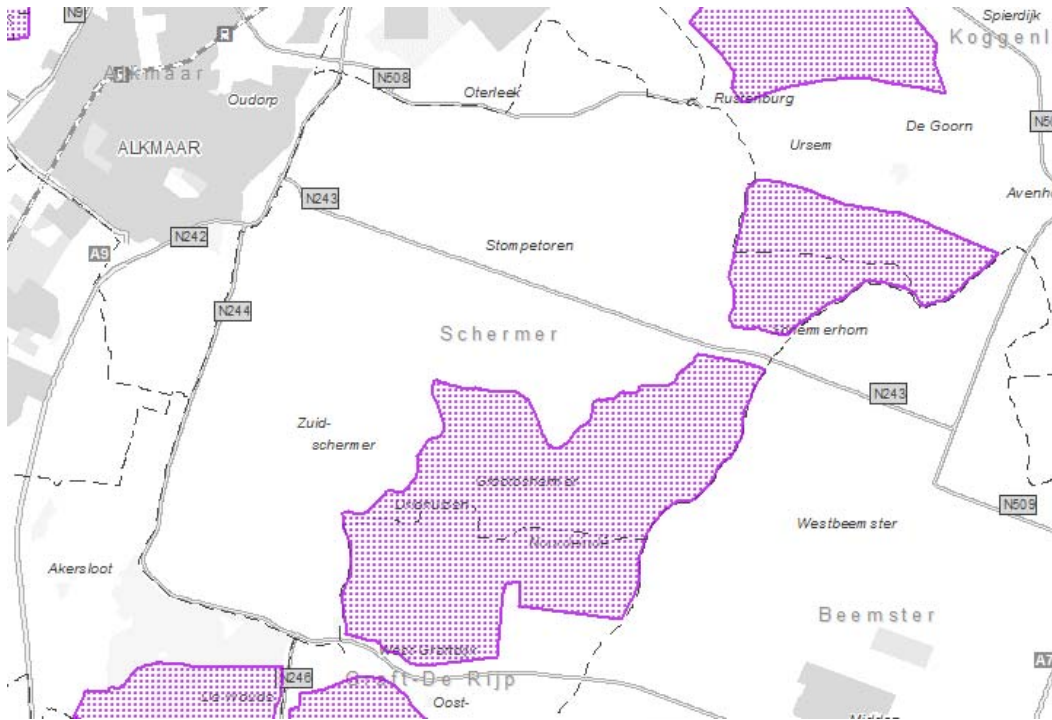 N9
Spierdijk
Koggenl
Alkmaar
N508
Oterleek
Oudorp
Rustenburg
De Goorn
ALKMAAR
Ursem
N243
Avenh
N242
Stompetoren
A9
N244
Schermer
N243
Zuid-
schermer
N509
Westbeemster
Akersloot
Beemster
A7
N246
Oost-